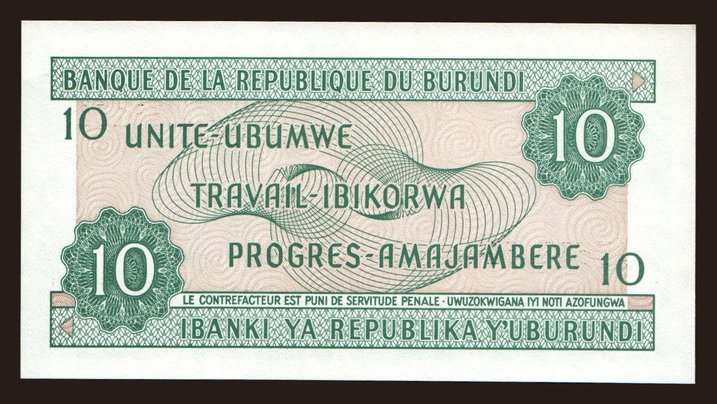 BANQUE DE LA REPUBLIQUE DU BURUNDI
10
10
UNITE-UBUMWE
TRAVAIL-IBIKORWA
PROGRES-AMAJAMBERE
10
10
LE CONTREFACTEUR EST PUNI DE SERVITUDE PENALE · UWUZOKWIGANA IYI NOTI AZOFUNGWA
IBANKI YA REPUBLIKA Y'UBURUNDI